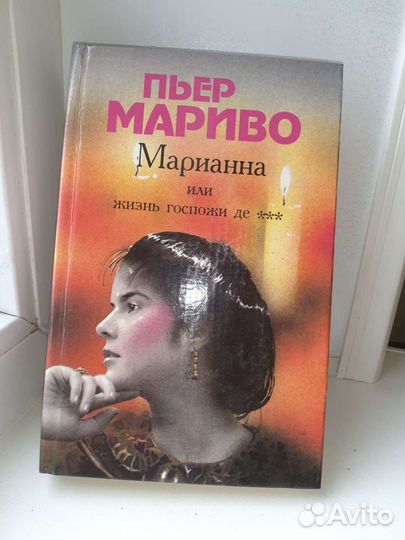 ПЬЕР
МАРИВО
Марианна
или
жизнь госпожи де ***
Avito